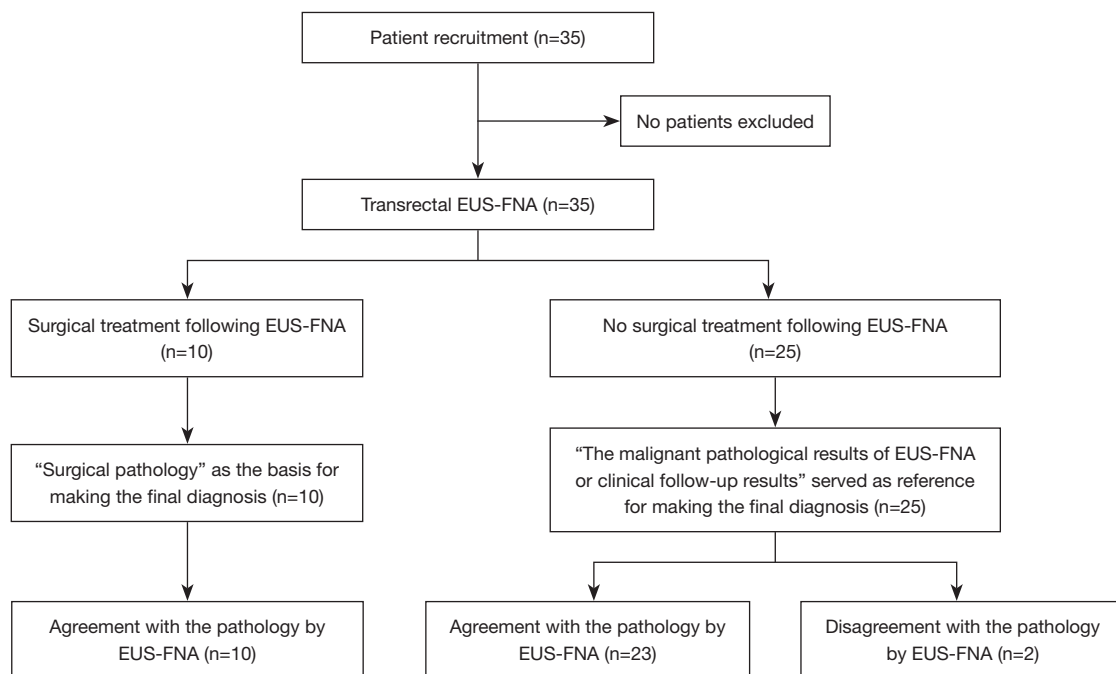 Patient recruitment (n=35)
No patients excluded
Transrectal EUS-FNA (n=35)
Surgical treatment following EUS-FNA
(n=10)
No surgical treatment following EUS-FNA
(n=25)
“Surgical pathology” as the basis for
making the final diagnosis (n=10)
“The malignant pathological results of EUS-FNA
or clinical follow-up results” served as reference
for making the final diagnosis (n=25)
Agreement with the pathology by
EUS-FNA (n=10)
Agreement with the pathology by
EUS-FNA (n=23)
Disagreement with the pathology
by EUS-FNA (n=2)